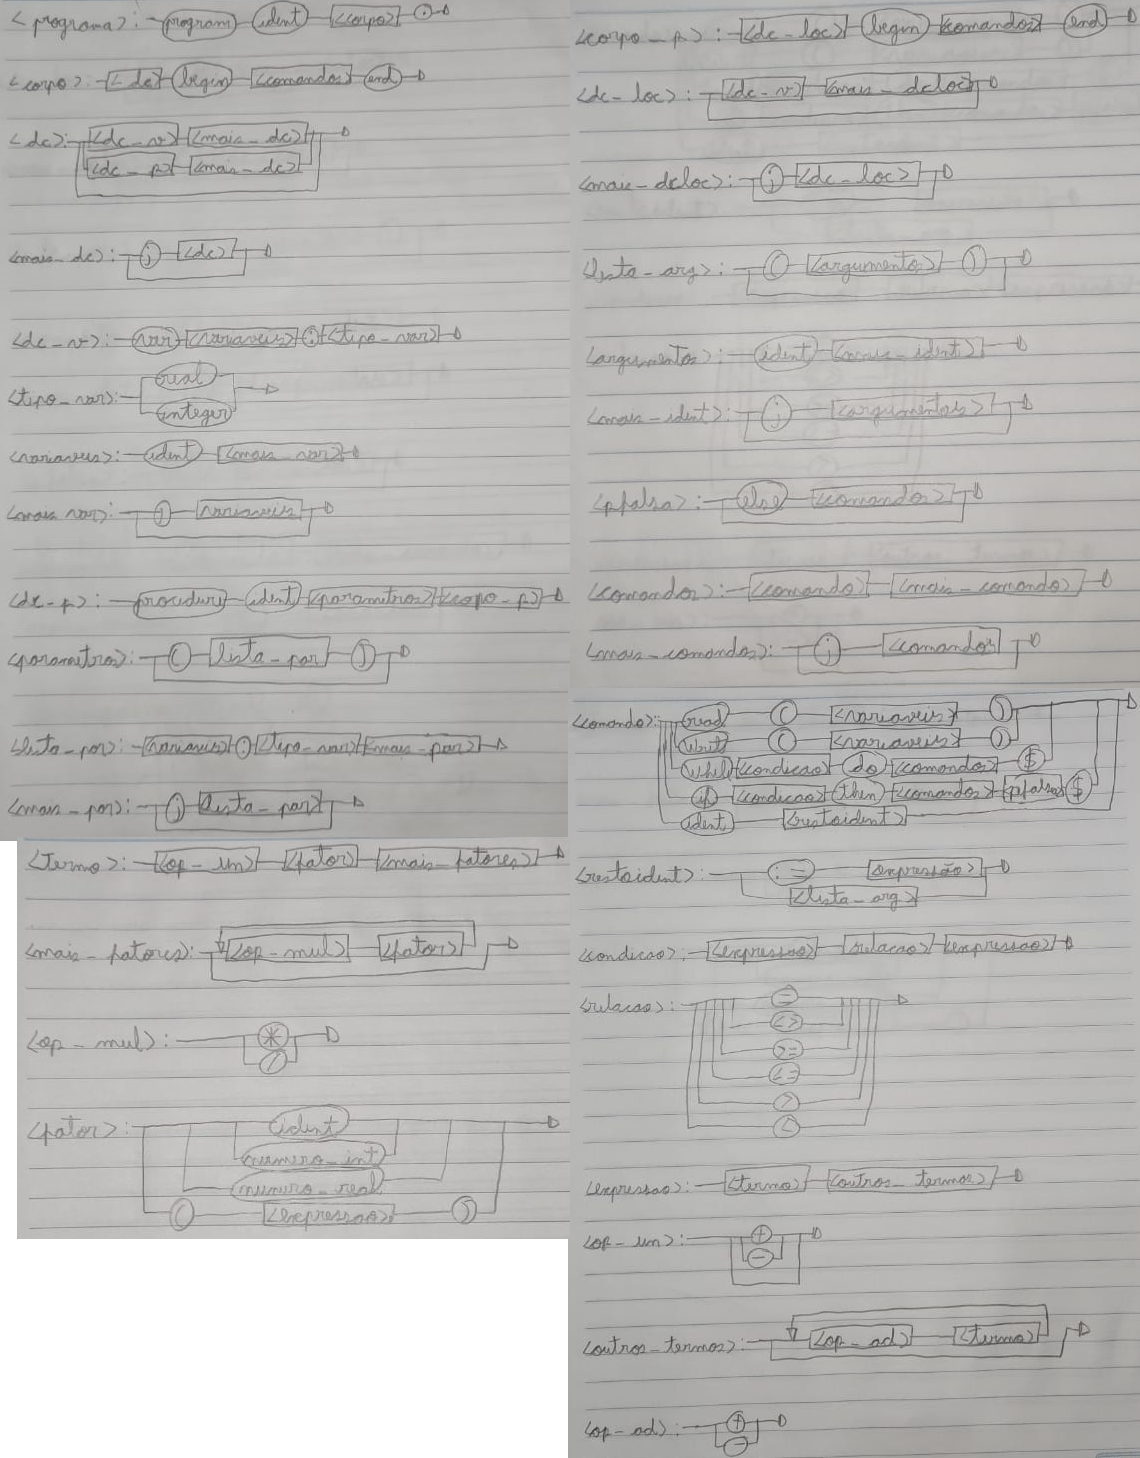 <programa>: program ident <corpo> .
<corpo>: <dc> begin <comandos> end
<dc>: <dc_v> <mais_dc>
<dc_p> <mais_dc>
<mais_dc>: ; <dc>
<dc_v>: var <variaveis> : <tipo_var>
<tipo_var>: real
integer
<variaveis>: ident <mais_var>
<mais var>: , <variaveis
<dc_p>: procedure ident <parametros> <copo_p>
<parametros>: ( lista_par )
<lista_par>: <variaveis> : <tipo_var> <mais_par>
<mais_par>: ; <lista_par>
<termo>: <op_un> <fator> <mais_fatores>
<mais_fatores>: <op_mul> <fator>
<op_mul>: *
/
<fator>: ident
numero_int
numero_real
( <expressao> )
<corpo_p>: <dc_loc> begin <comandos> end
<dc_loc>: <dc_v> <mais_dcloc>
<mais_dcloc>: ; <dc_loc>
<lista_arg>: ( <argumentos> )
<argumentos>: ident <mais_ident>
<mais_ident>: ; <argumentos>
<pfalsa>: else <comandos>
<comandos>: <comando> <mais_comando>
<mais_comandos>: ; <comandos
<comando>: read ( <variaveis> )
write ( <variaveis> )
while <condicao> do <comandos> $
if <condicao> then <comandos> pfalsa $
ident <restoident>
<restoident>: := <expressão>
<lista_arg>
<condicao>: <expressao> <relacao> <expressao>
<relacao>: =
<>
>=
<=
>
<
<expressao>: <termo> <outros_termos>
<op_un>: +
-
<outros_termos>: <op_ad> <termo>
<op_ad>: +
-